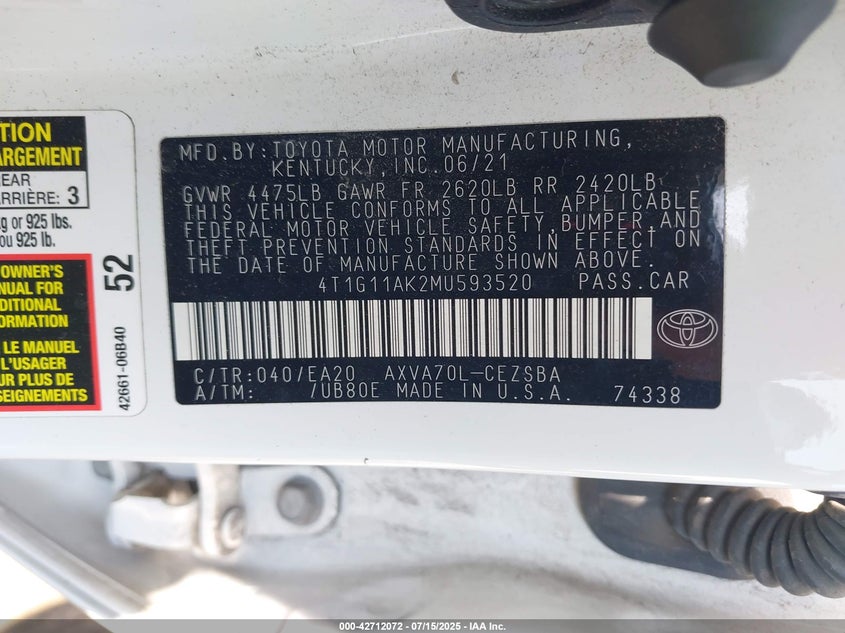 TION
ARGEMENT
EAR
ARRIÈRE: 3
kg or 925 lbs.
ou 925 lb.
52
OWNER'S
NUAL FOR
DITIONAL
FORMATION
LE MANUEL
L'USAGER
UR PLUS DE
SEIGNEMENTS
42661-06B40
MFD.BY:TOYOTA MOTOR MANUFACTURING,
KENTUCKY,INC.06/21
GVWR 4475LB GAWR FR 2620LB RR 2420LB
THIS VEHICLE CONFORMS TO ALL APPLICABLE
FEDERAL MOTOR VEHICLE SAFETY,BUMPER,AND
THEFT PREVENTION STANDARDS IN EFFECT ON
THE DATE OF MANUFACTURE SHOWN ABOVE.
4T1G11AK2MU593520 PASS.CAR
C/TR:040/EA20 AXVA70L-CEZSBA
A/TM: /UB80E MADE IN U.S.A. 74338
000-42712072 - 07/15/2025 - IAA Inc.